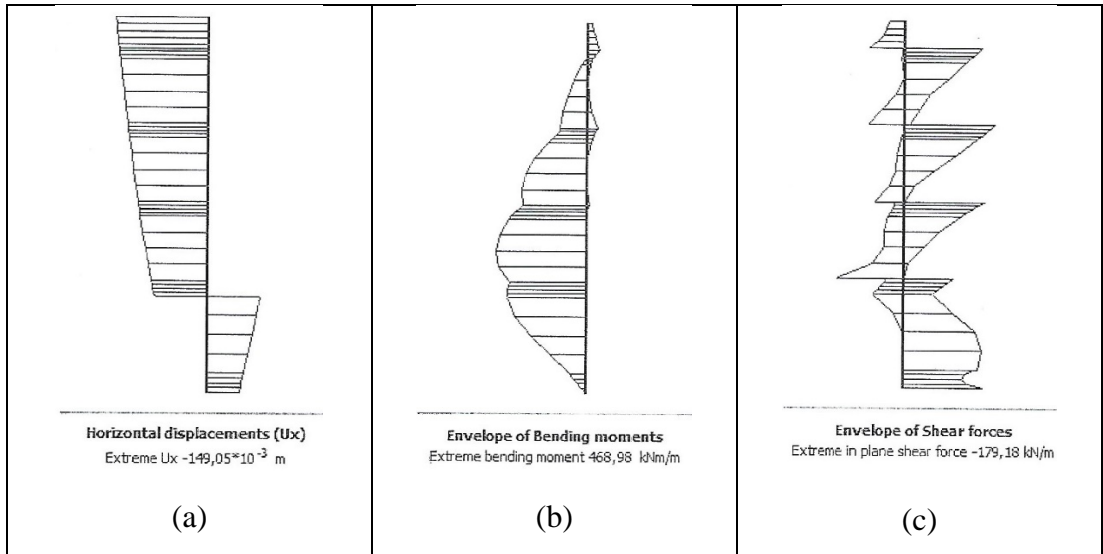 Horizontal displacements (Ux)
Extreme Ux -149,05*10⁻³ m
(a)
Envelope of Bending moments
Extreme bending moment 468,98 kNm/m
(b)
Envelope of Shear forces
Extreme in plane shear force -179,18 kN/m
(c)